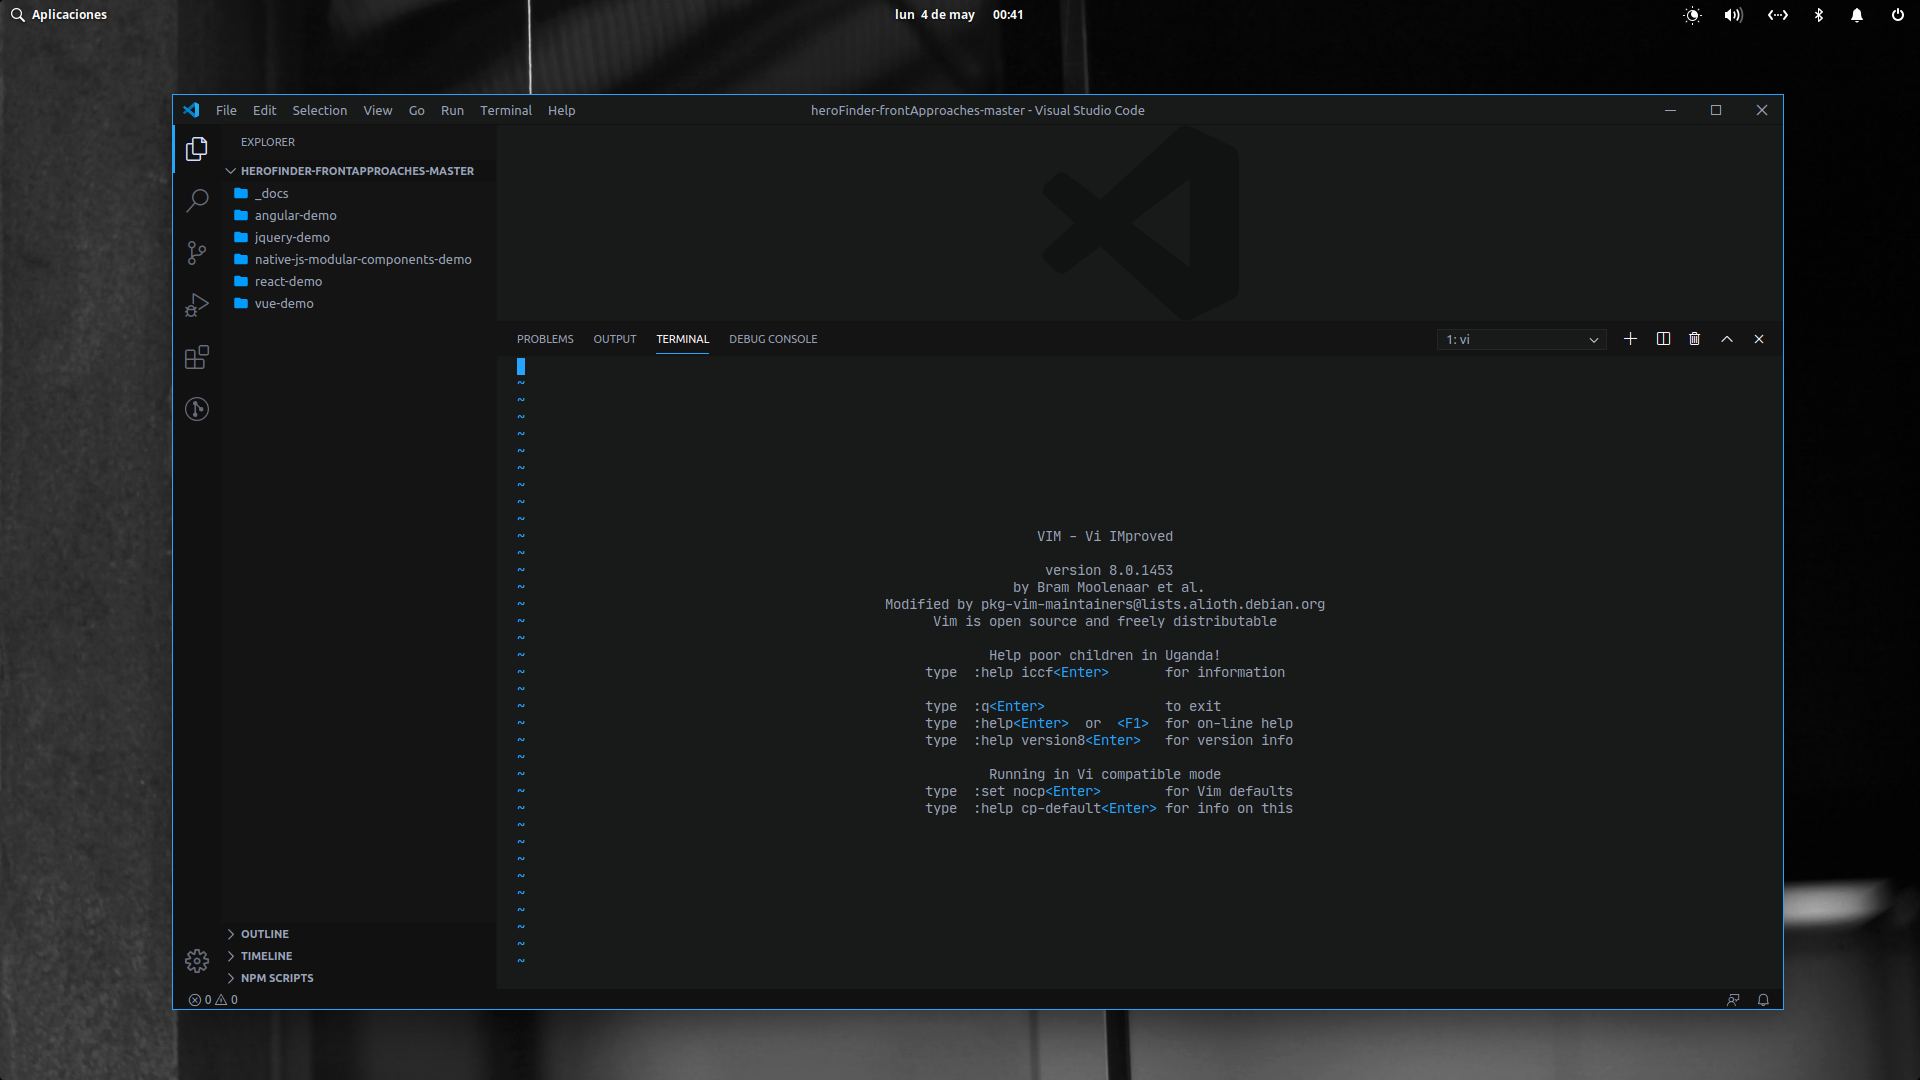 Aplicaciones
lun 4 de may 00:41
File Edit Selection View Go Run Terminal Help
heroFinder-frontApproaches-master - Visual Studio Code
EXPLORER
HEROFINDER-FRONTAPPROACHES-MASTER
_docs
angular-demo
jquery-demo
native-js-modular-components-demo
react-demo
vue-demo
OUTLINE
TIMELINE
NPM SCRIPTS
PROBLEMS OUTPUT TERMINAL DEBUG CONSOLE
1: vi
~
~
~
~
~
~
~
~
~
~ VIM - Vi IMproved
~
~ version 8.0.1453
~ by Bram Moolenaar et al.
~ Modified by pkg-vim-maintainers@lists.alioth.debian.org
~ Vim is open source and freely distributable
~
~ Help poor children in Uganda!
~ type :help iccf<Enter> for information
~
~ type :q<Enter> to exit
~ type :help<Enter> or <F1> for on-line help
~ type :help version8<Enter> for version info
~
~ Running in Vi compatible mode
~ type :set nocp<Enter> for Vim defaults
~ type :help cp-default<Enter> for info on this
~
~
~
~
~
~
~
~
~
0 0